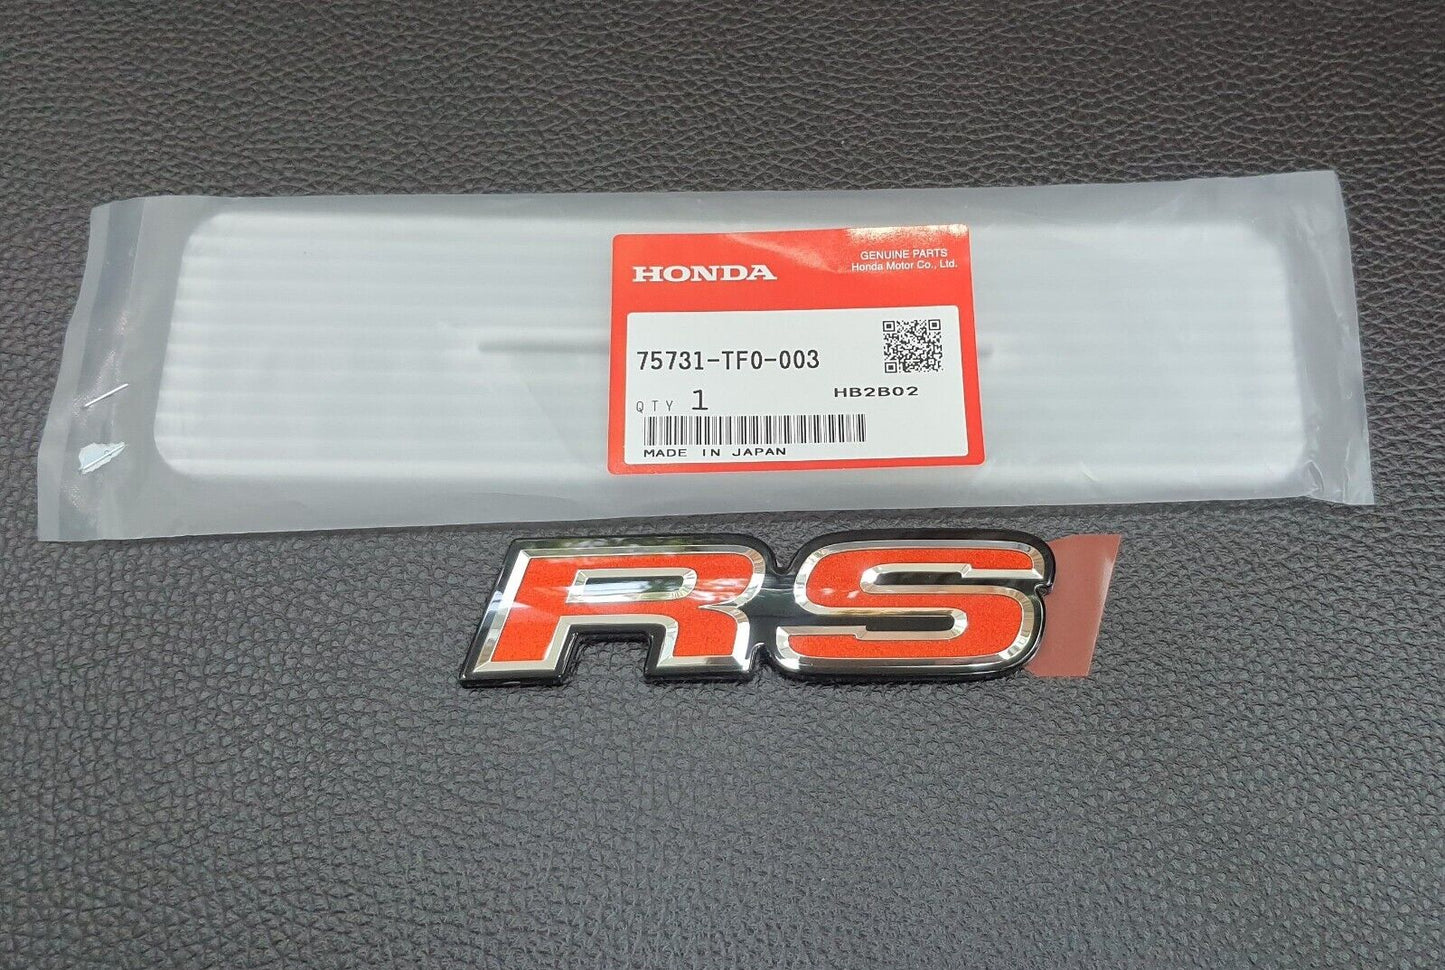 HONDA
GENUINE PARTS
Honda Motor Co., Ltd.
75731-TF0-003
HB2B02
QTY 1
MADE IN JAPAN
RS